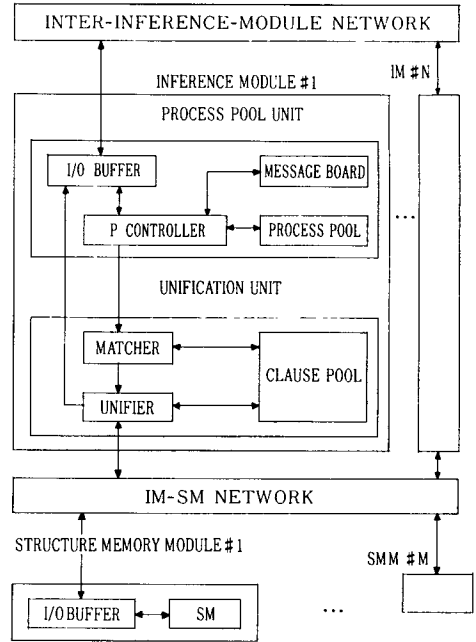 INTER-INFERENCE-MODULE NETWORK
INFERENCE MODULE #1
IM #N
PROCESS POOL UNIT
I/O BUFFER
MESSAGE BOARD
...
P CONTROLLER
PROCESS POOL
UNIFICATION UNIT
MATCHER
CLAUSE POOL
UNIFIER
IM-SM NETWORK
STRUCTURE MEMORY MODULE #1
SMM #M
I/O BUFFER
SM
...